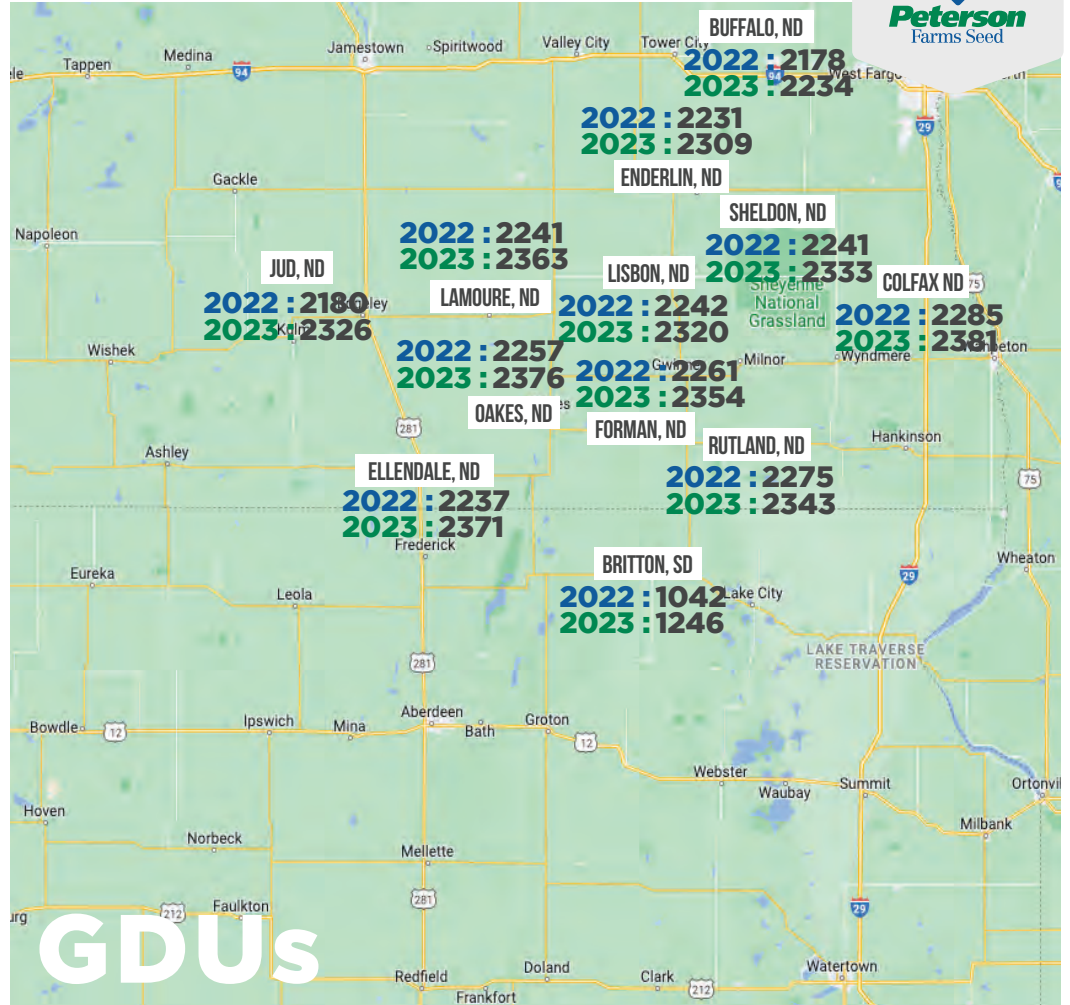 Peterson
Farms Seed
BUFFALO, ND
2022 : 2178
2023 : 2234
Jamestown
Spiritwood
Valley City
Tower City
Medina
Tappen
94
94
West Fargo
29
2022 : 2231
2023 : 2309
ENDERLIN, ND
Gackle
SHELDON, ND
2022 : 2241
2023 : 2333
Napoleon
2022 : 2241
2023 : 2363
LAMOURE, ND
JUD, ND
2022 : 2180
2023 : 2326
LISBON, ND
2022 : 2242
2023 : 2320
Sheyenne
National
Grassland
COLFAX ND
75
2022 : 2285
2023 : 2381
Wishek
2022 : 2257
2023 : 2376
OAKES, ND
2022 : 2261
2023 : 2354
FORMAN, ND
Milnor
Wyndmere
281
Hankinson
RUTLAND, ND
2022 : 2275
2023 : 2343
Ashley
ELLENDALE, ND
2022 : 2237
2023 : 2371
Frederick
75
BRITTON, SD
2022 : 1042
2023 : 1246
Wheaton
Eureka
29
Leola
Lake City
LAKE TRAVERSE
RESERVATION
281
Bowdle
12
Ipswich
Mina
Aberdeen
Bath
Groton
12
Webster
Waubay
Summit
Hoven
Milbank
Norbeck
Mellette
281
29
212
Faulkton
GDUs
Redfield
Frankfort
Doland
Clark
212
Watertown